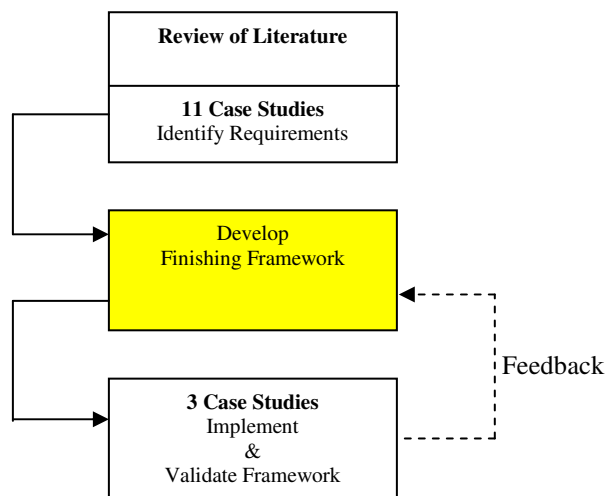 Review of Literature
11 Case Studies
Identify Requirements
Develop
Finishing Framework
Feedback
3 Case Studies
Implement
&
Validate Framework